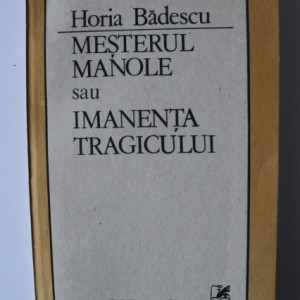 Horia Bădescu
MEȘTERUL
MANOLE
sau
IMANENȚA
TRAGICULUI